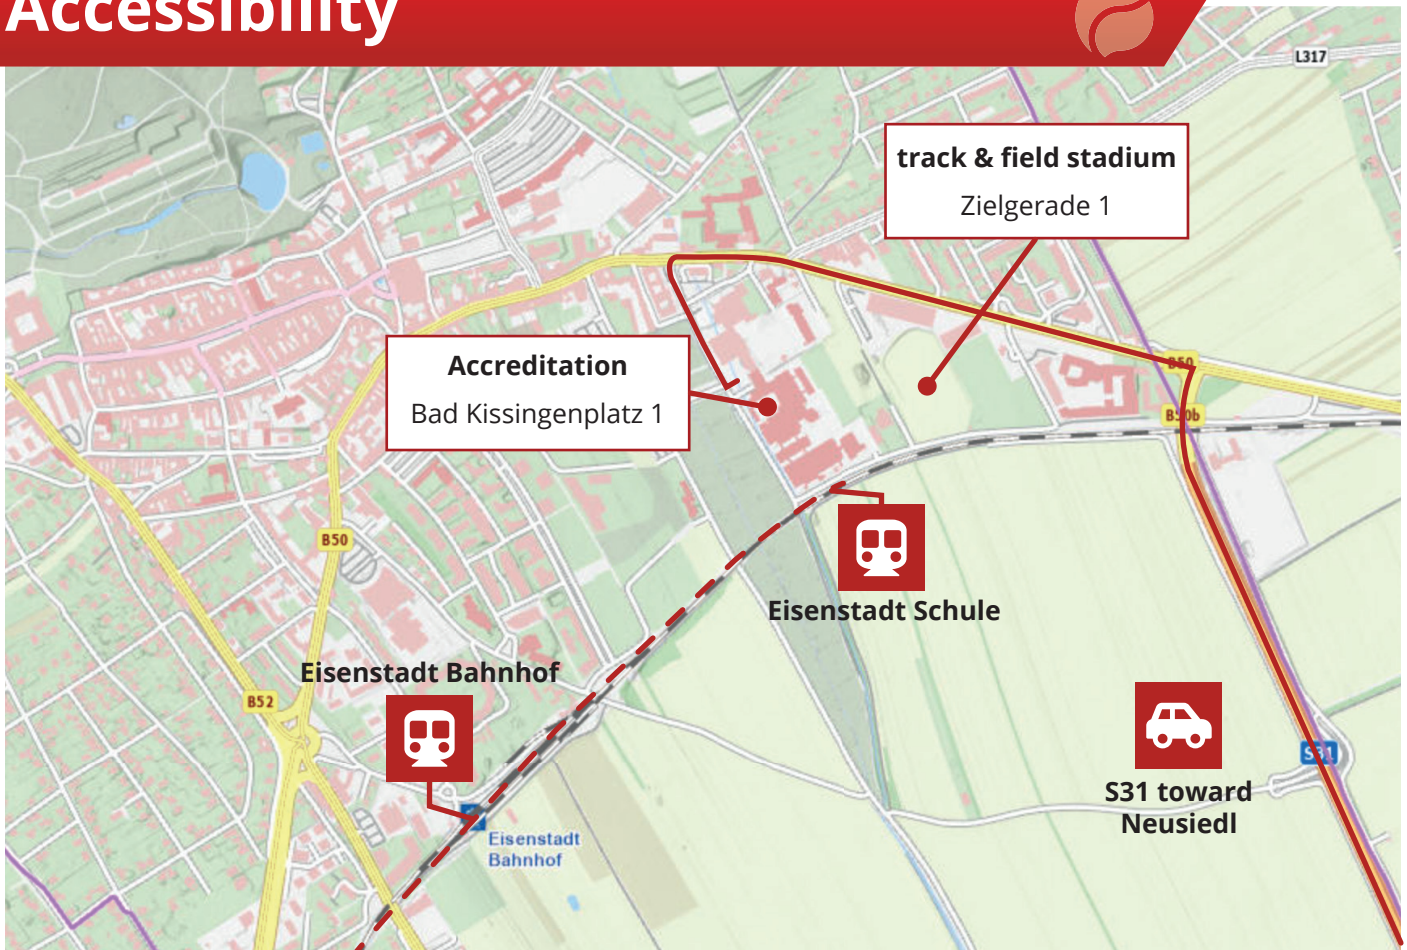 Accessibility
L317
track & field stadium
Zielgerade 1
Accreditation
Bad Kissingenplatz 1
B50
B50b
B50
Eisenstadt Schule
Eisenstadt Bahnhof
B52
S31
S31 toward
Neusiedl
Eisenstadt
Bahnhof